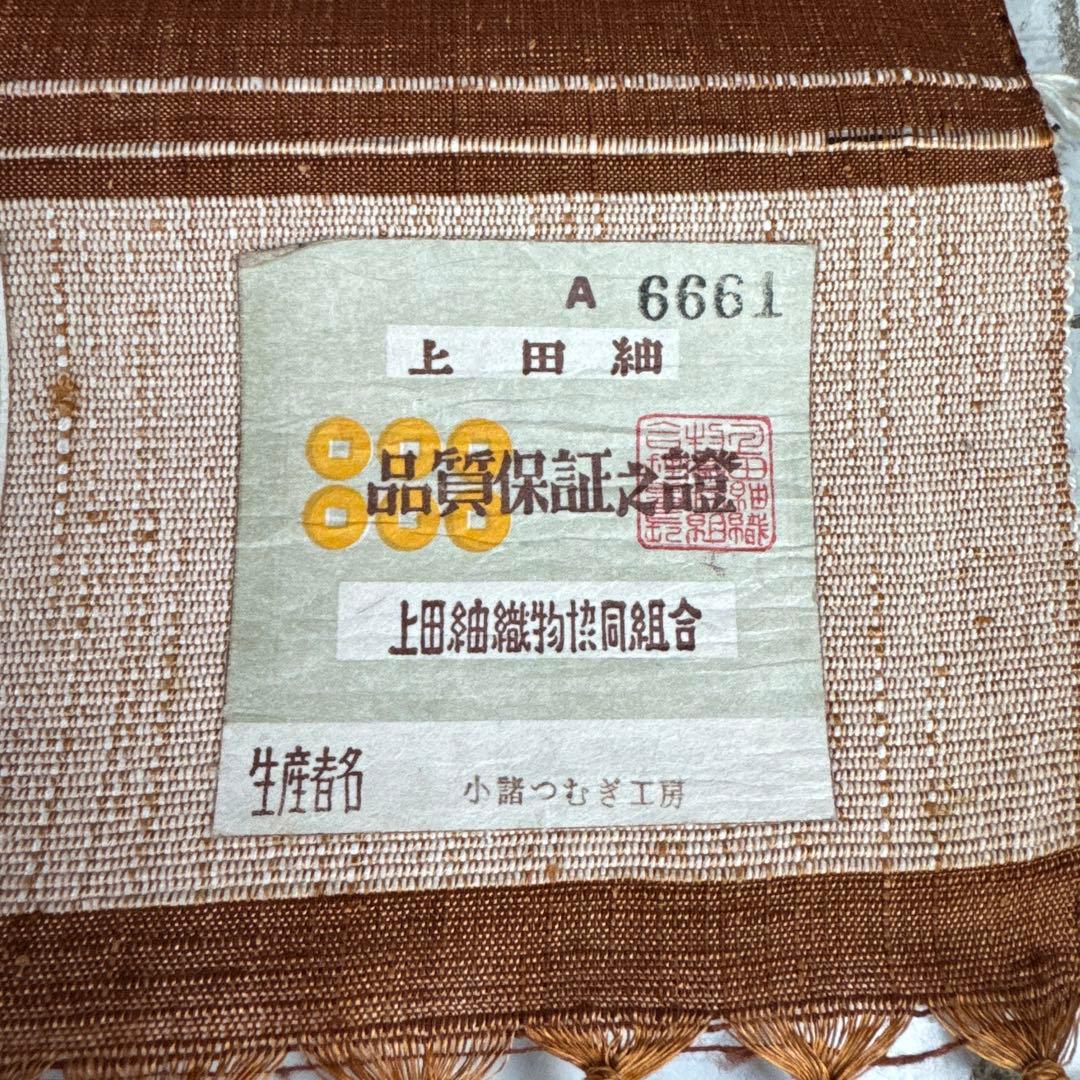 A 6661
上田紬
品質保証之證
上田紬織物協同組合
生産者名 小諸つむぎ工房